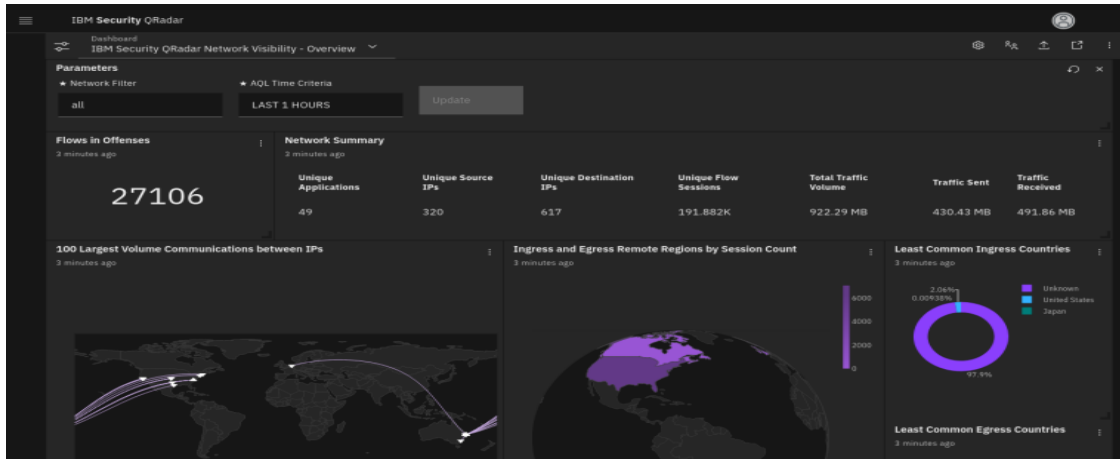 IBM Security QRadar
Dashboard
IBM Security QRadar Network Visibility - Overview
Parameters
★ Network Filter
★ AQL Time Criteria
all
LAST 1 HOURS
Update
Flows in Offenses
3 minutes ago
27106
Network Summary
3 minutes ago
Unique Applications
Unique Source IPs
Unique Destination IPs
Unique Flow Sessions
Total Traffic Volume
Traffic Sent
Traffic Received
49
320
617
191.882K
922.29 MB
430.43 MB
491.86 MB
100 Largest Volume Communications between IPs
3 minutes ago
Ingress and Egress Remote Regions by Session Count
3 minutes ago
6000
4000
2000
0
Least Common Ingress Countries
3 minutes ago
2.06%
0.00938%
97.9%
Unknown
United States
Japan
Least Common Egress Countries
3 minutes ago